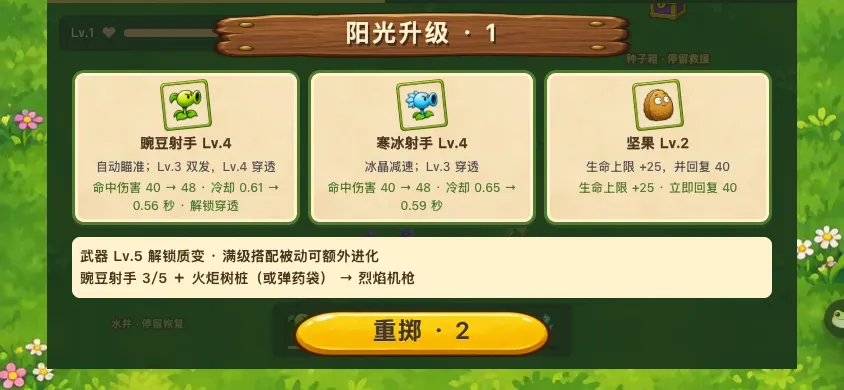 Lv.1
阳光升级 · 1
种子箱 · 停留救援
豌豆射手 Lv.4
自动瞄准；Lv.3 双发，Lv.4 穿透
命中伤害 40 → 48 · 冷却 0.61 →
0.56 秒 · 解锁穿透
寒冰射手 Lv.4
冰晶减速；Lv.3 穿透
命中伤害 40 → 48 · 冷却 0.65 →
0.59 秒
坚果 Lv.2
生命上限 +25，并回复 40
生命上限 +25 · 立即回复 40
武器 Lv.5 解锁质变 · 满级搭配被动可额外进化
豌豆射手 3/5 + 火炬树桩（或弹药袋） → 烈焰机枪
水井 · 停留恢复
重掷 · 2